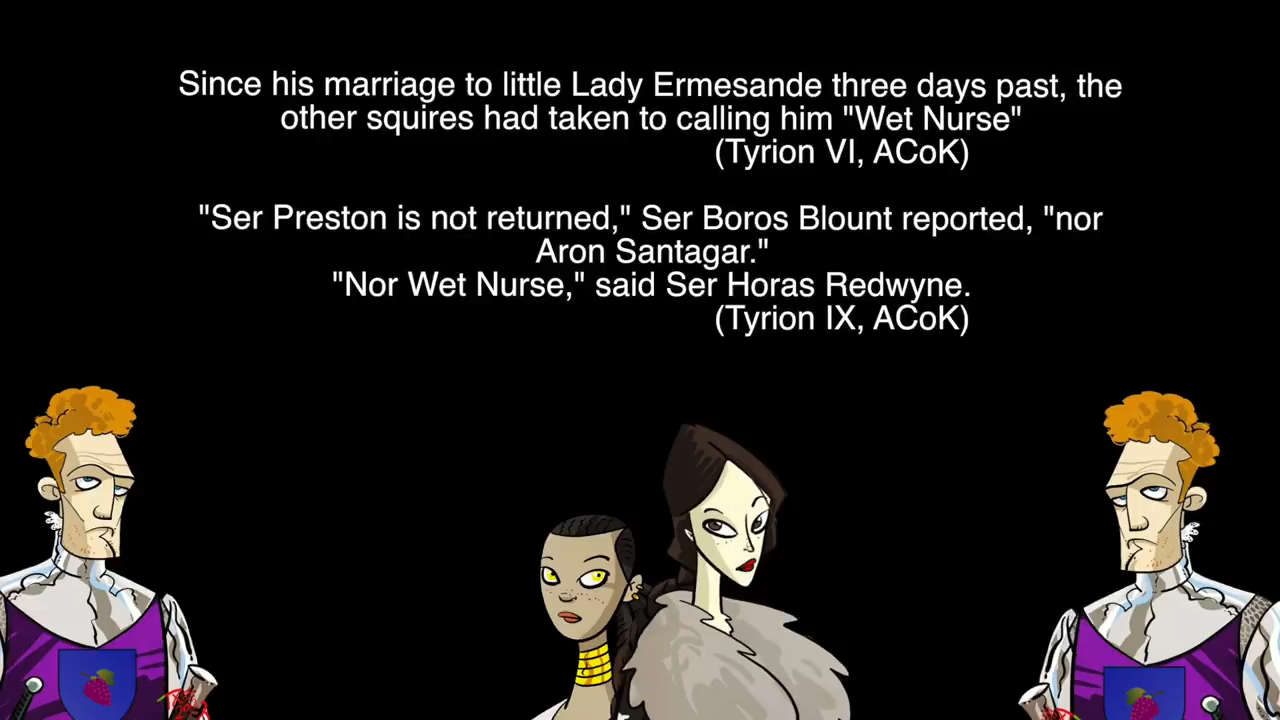 Since his marriage to little Lady Ermesande three days past, the
other squires had taken to calling him "Wet Nurse"
(Tyrion VI, ACoK)
"Ser Preston is not returned," Ser Boros Blount reported, "nor
Aron Santagar."
"Nor Wet Nurse," said Ser Horas Redwyne.
(Tyrion IX, ACoK)